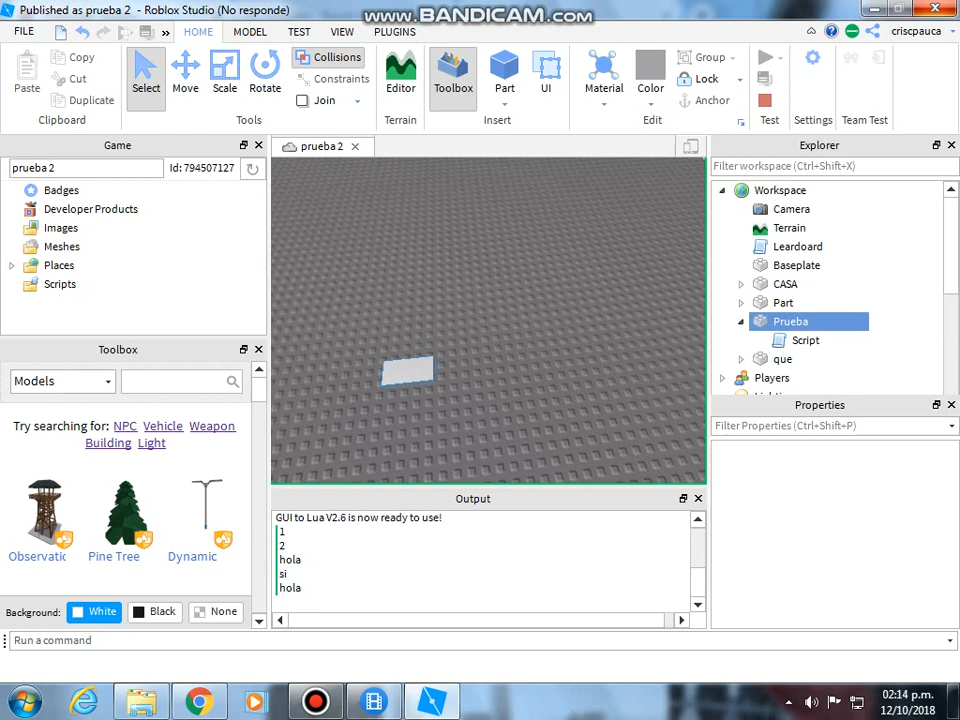 Published as prueba 2 - Roblox Studio (No responde)
www.BANDICAM.com
FILE HOME MODEL TEST VIEW PLUGINS criscpauca
Paste Copy Cut Duplicate
Select Move Scale Rotate Collisions Constraints Join
Editor Toolbox Part UI Material Color Group Lock Anchor
Clipboard Tools Terrain Insert Edit Test Settings Team Test
Game
prueba 2 Id: 794507127
Badges
Developer Products
Images
Meshes
Places
Scripts
Toolbox
Models
Try searching for: NPC Vehicle Weapon
Building Light
Observatic Pine Tree Dynamic
Background: White Black None
prueba 2
Output
GUI to Lua V2.6 is now ready to use!
1
2
hola
si
hola
Explorer
Filter workspace (Ctrl+Shift+X)
Workspace
Camera
Terrain
Leardboard
Baseplate
CASA
Part
Prueba
Script
que
Players
Properties
Filter Properties (Ctrl+Shift+P)
Run a command
02:14 p.m.
12/10/2018